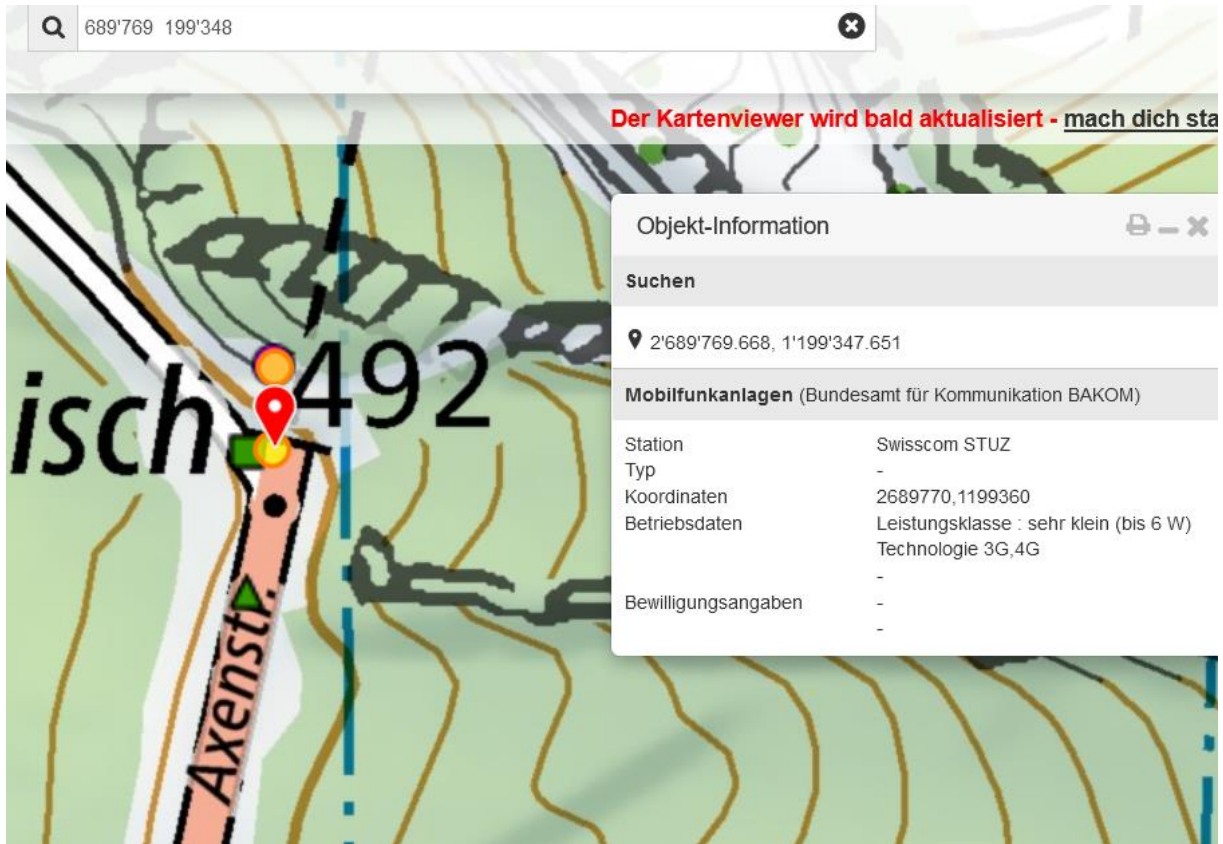 689'769 199'348
Der Kartenviewer wird bald aktualisiert - mach dich sta
Objekt-Information
Suchen
2'689'769.668, 1'199'347.651
Mobilfunkanlagen (Bundesamt für Kommunikation BAKOM)
Station Swisscom STUZ
Typ -
Koordinaten 2689770,1199360
Betriebsdaten Leistungsklasse : sehr klein (bis 6 W)
Technologie 3G,4G
-
Bewilligungsangaben -
-
isch 492
Axenstr.